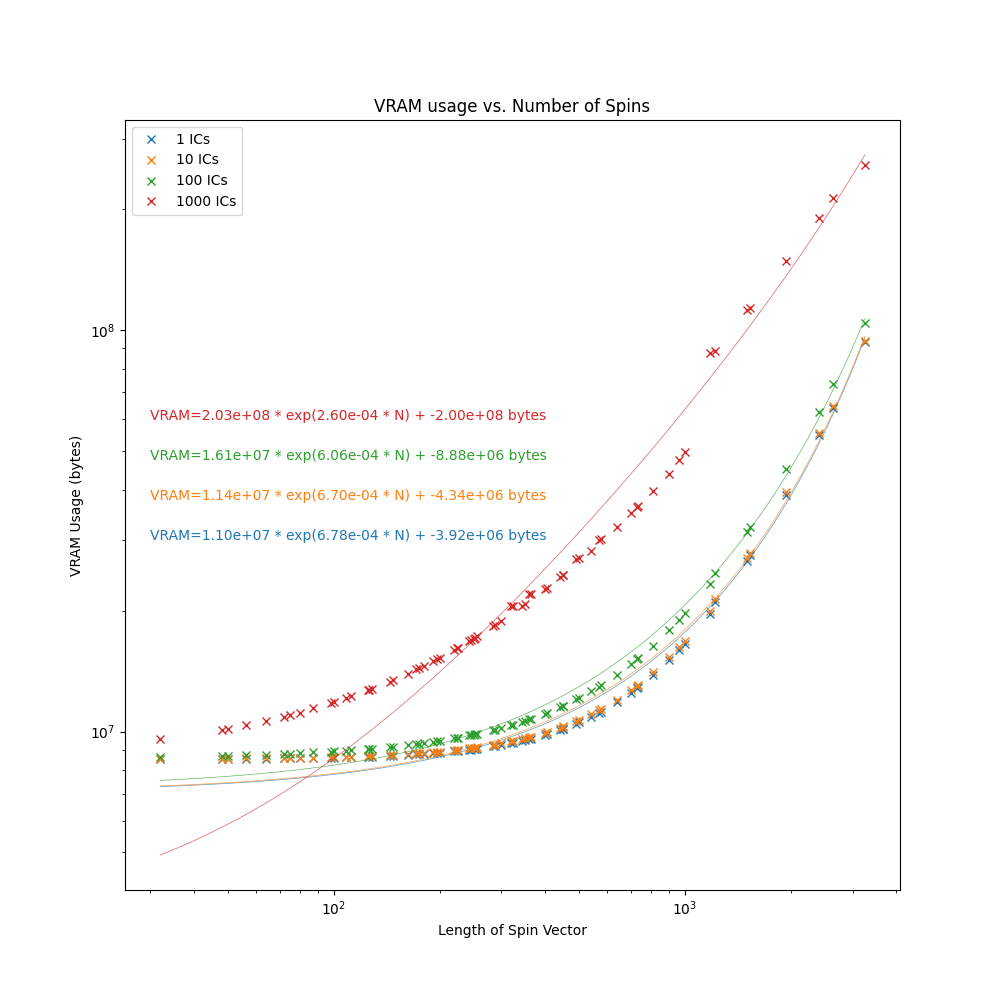 VRAM usage vs. Number of Spins
1 ICs
10 ICs
100 ICs
1000 ICs
10^8
VRAM=2.03e+08 * exp(2.60e-04 * N) + -2.00e+08 bytes
VRAM=1.61e+07 * exp(6.06e-04 * N) + -8.88e+06 bytes
VRAM=1.14e+07 * exp(6.70e-04 * N) + -4.34e+06 bytes
VRAM=1.10e+07 * exp(6.78e-04 * N) + -3.92e+06 bytes
VRAM Usage (bytes)
10^7
10^2 10^3
Length of Spin Vector